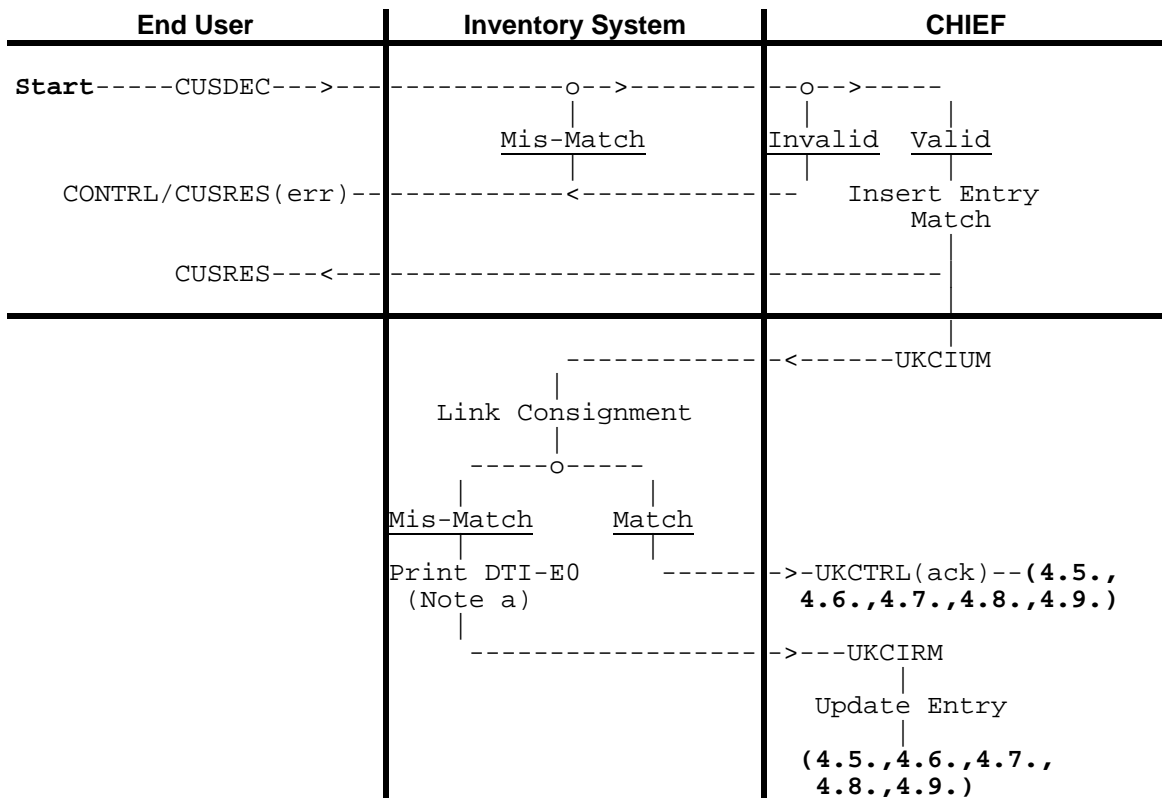 End User Inventory System CHIEF
Start-----CUSDEC--->----------------o-->----------o-->-----
Mis-Match Invalid Valid
CONTRL/CUSRES(err)-------------<-------------- Insert Entry
Match
CUSRES---<---------------------------------------
------------<------UKCIUM
Link Consignment
-----o-----
Mis-Match Match
Print DTI-E0 ------->-UKCTRL(ack)--(4.5.,
(Note a) 4.6.,4.7.,4.8.,4.9.)
------------------->---UKCIRM
Update Entry
(4.5.,4.6.,4.7.,
4.8.,4.9.)